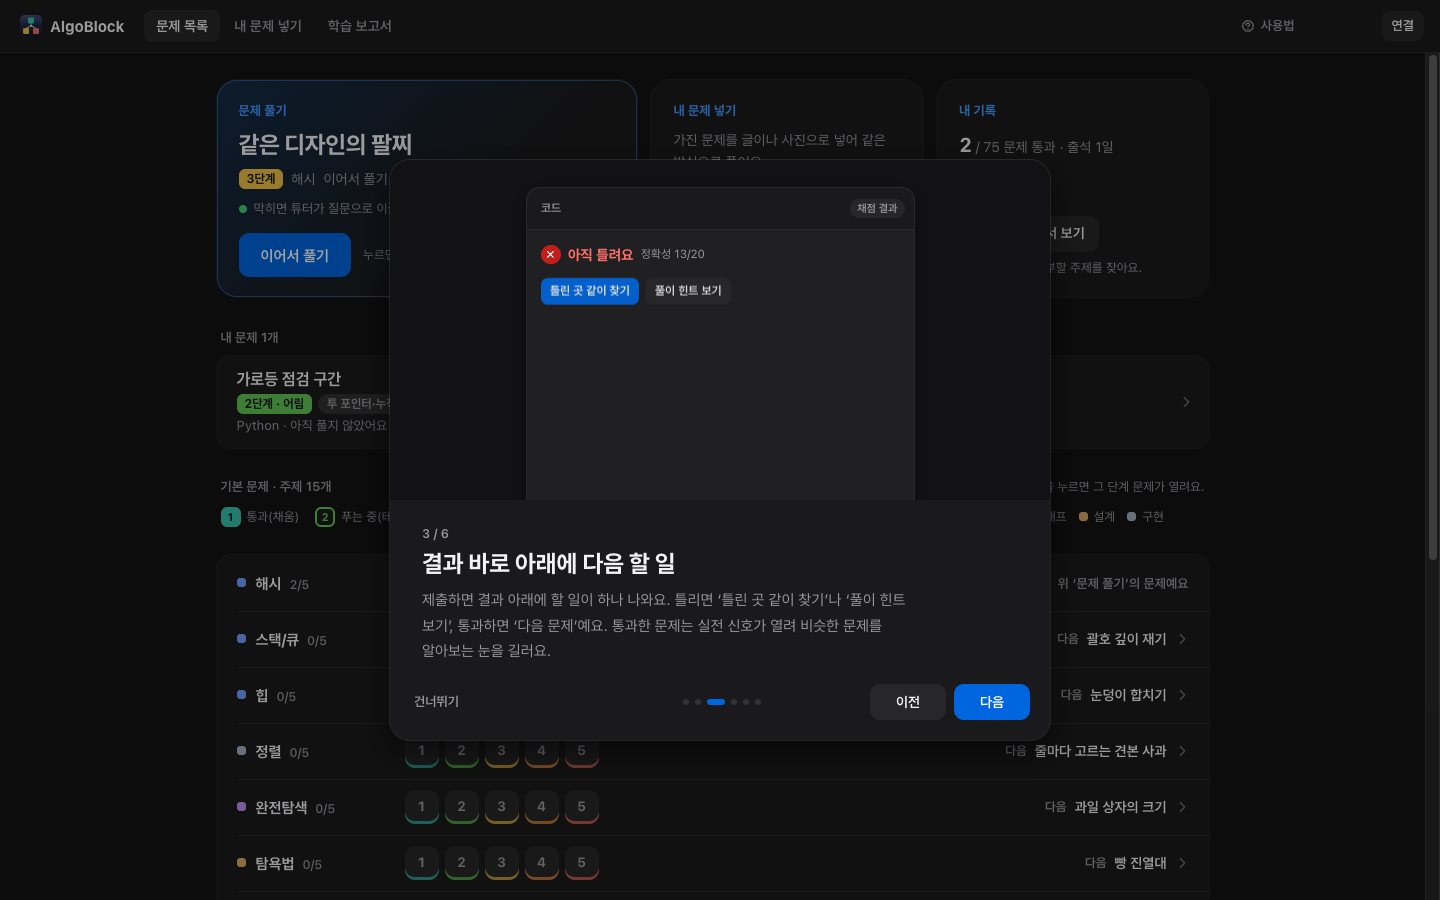 AlgoBlock
문제 목록
내 문제 넣기
학습 보고서
사용법
연결
문제 풀기
같은 디자인의 팔찌
3단계 해시 이어서 풀기
막히면 튜터가 질문으로
이어서 풀기
누르면
내 문제 넣기
가진 문제를 글이나 사진으로 넣어 같은
내 기록
2 / 75 문제 통과 · 출석 1일
보기
주제를 찾아요.
내 문제 1개
가로등 점검 구간
2단계 · 어림 투 포인터·누적
Python · 아직 풀지 않았어요
기본 문제 · 주제 15개
누르면 그 단계 문제가 열려요.
1 통과(채움) 2 푸는 중
설계 구현
해시 2/5
위 ‘문제 풀기’의 문제예요
스택/큐 0/5
다음 괄호 깊이 재기
힙 0/5
다음 눈덩이 합치기
정렬 0/5 1 2 3 4 5
다음 줄마다 고르는 견본 사과
완전탐색 0/5 1 2 3 4 5
다음 과일 상자의 크기
탐욕법 0/5 1 2 3 4 5
다음 빵 진열대
코드
채점 결과
아직 틀려요 정확성 13/20
틀린 곳 같이 찾기
풀이 힌트 보기
3 / 6
결과 바로 아래에 다음 할 일
제출하면 결과 아래에 할 일이 하나 나와요. 틀리면 ‘틀린 곳 같이 찾기’나 ‘풀이 힌트
보기’, 통과하면 ‘다음 문제’예요. 통과한 문제는 실전 신호가 열려 비슷한 문제를
알아보는 눈을 길러요.
건너뛰기
이전
다음